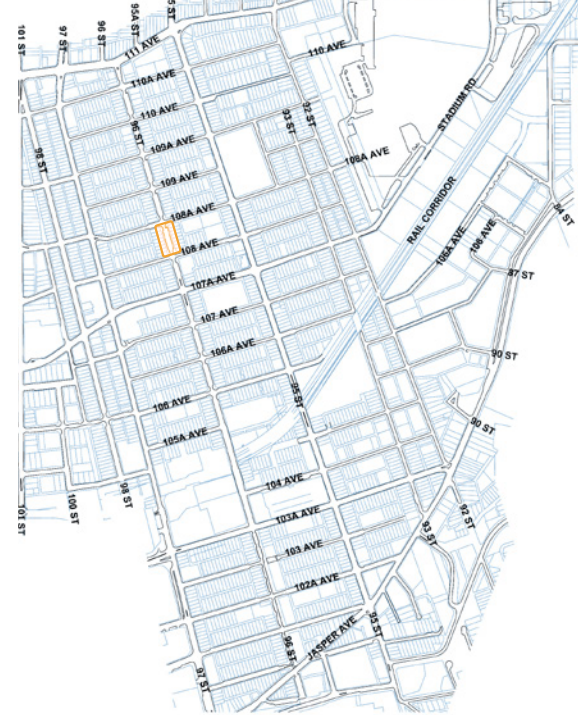 101 ST
97 ST
96 ST
95A ST
95 ST
111 AVE
110A AVE
110 AVE
96 ST
109A AVE
98 ST
109 AVE
108A AVE
108 AVE
107A AVE
107 AVE
106A AVE
106 AVE
105A AVE
110 AVE
92 ST
93 ST
108A AVE
STADIUM RD
RAIL CORRIDOR
106A AVE
106 AVE
84 ST
87 ST
90 ST
90 ST
95 ST
104 AVE
103A AVE
103 AVE
102A AVE
101 ST
100 ST
98 ST
92 ST
93 ST
95 ST
96 ST
JASPER AVE
97 ST